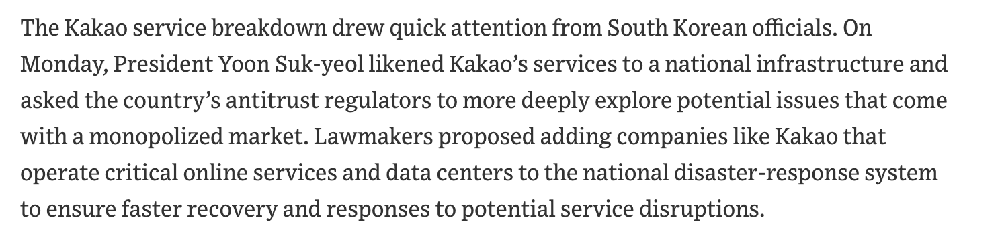 The Kakao service breakdown drew quick attention from South Korean officials. On
Monday, President Yoon Suk-yeol likened Kakao’s services to a national infrastructure and
asked the country’s antitrust regulators to more deeply explore potential issues that come
with a monopolized market. Lawmakers proposed adding companies like Kakao that
operate critical online services and data centers to the national disaster-response system
to ensure faster recovery and responses to potential service disruptions.